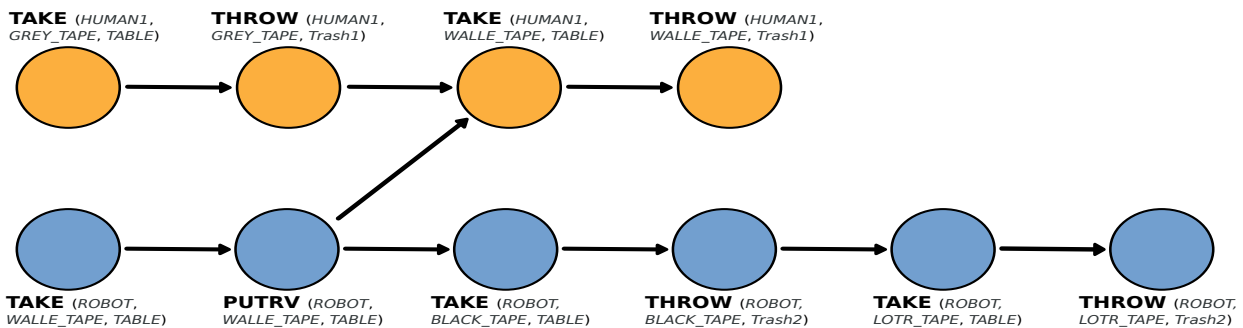 TAKE (HUMAN1,
GREY_TAPE, TABLE)
THROW (HUMAN1,
GREY_TAPE, Trash1)
TAKE (HUMAN1,
WALLE_TAPE, TABLE)
THROW (HUMAN1,
WALLE_TAPE, Trash1)
TAKE (ROBOT,
WALLE_TAPE, TABLE)
PUTRV (ROBOT,
WALLE_TAPE, TABLE)
TAKE (ROBOT,
BLACK_TAPE, TABLE)
THROW (ROBOT,
BLACK_TAPE, Trash2)
TAKE (ROBOT,
LOTR_TAPE, TABLE)
THROW (ROBOT,
LOTR_TAPE, Trash2)